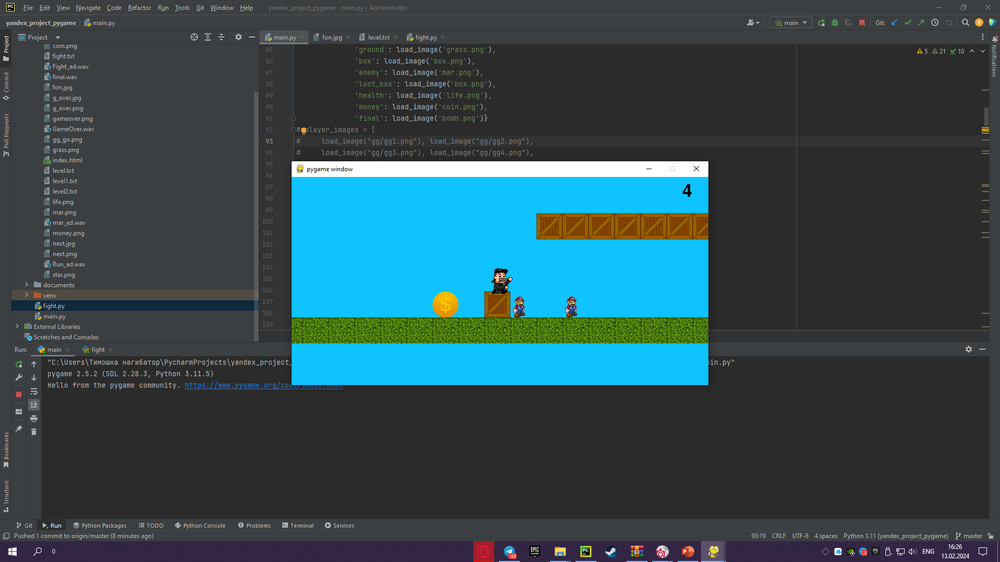 File Edit View Navigate Code Refactor Run Tools Git Window Help yandex_project_pygame - main.py - Administrator
yandex_project_pygame main.py main Git:
Project main.py fon.jpg level.txt fight.py
Project
Commit
Pull Requests
Bookmarks
Structure
Notifications
coin.png
fight.txt
Fight_ad.wav
final.wav
fon.jpg
g_over.jpg
g_over.png
gameover.png
GameOver.wav
gg_go.png
grass.png
index.html
level.txt
level1.txt
level2.txt
life.png
mar.png
mar_ad.wav
money.png
next.jpg
next.png
Run_ad.wav
star.png
documents
venv
fight.py
main.py
External Libraries
Scratches and Consoles
5 21 10
85 'ground': load_image('grass.png'),
86 'box': load_image('box.png'),
87 'enemy': load_image('mar.png'),
88 'loot_box': load_image('box.png'),
89 'health': load_image('life.png'),
90 'money': load_image('coin.png'),
91 'final': load_image('bomb.png')}
92 # player_images = [
93 # load_image("gg/gg1.png"), load_image("gg/gg2.png"),
94 # load_image("gg/gg3.png"), load_image("gg/gg4.png"),
95
96
97
98
99
100
101
102
103
104
105
106
107
108
109
pygame window
4
Run: main fight
"C:\Users\Тимошка нагибатор\PycharmProjects\yandex_project_ in.py"
pygame 2.5.2 (SDL 2.28.3, Python 3.11.5)
Hello from the pygame community. https://www.pygame.org/contribute.html
Git Run Python Packages TODO Python Console Problems Terminal Services
Pushed 1 commit to origin/master (8 minutes ago) 93:19 CRLF UTF-8 4 spaces Python 3.11 (yandex_project_pygame) master
0 93 EPIC GAMES PC 3 ENG 16:26
13.02.2024